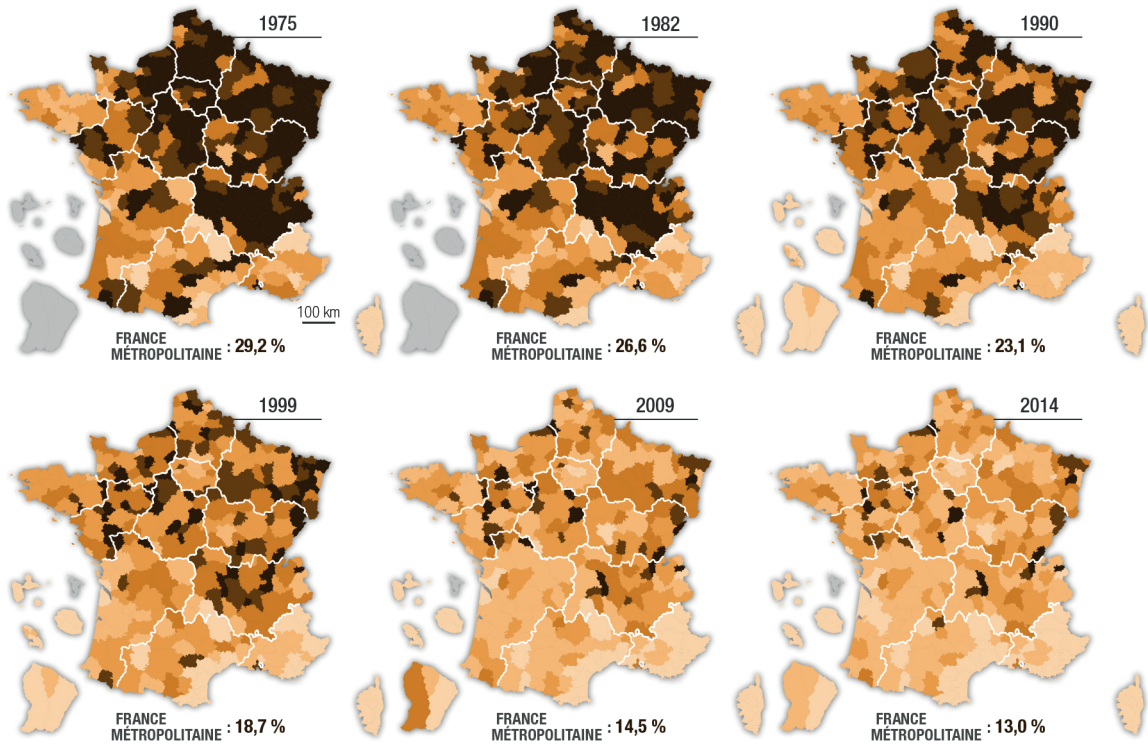 1975
100 km
FRANCE
MÉTROPOLITAINE : 29,2 %
1982
FRANCE
MÉTROPOLITAINE : 26,6 %
1990
FRANCE
MÉTROPOLITAINE : 23,1 %
1999
FRANCE
MÉTROPOLITAINE : 18,7 %
2009
FRANCE
MÉTROPOLITAINE : 14,5 %
2014
FRANCE
MÉTROPOLITAINE : 13,0 %